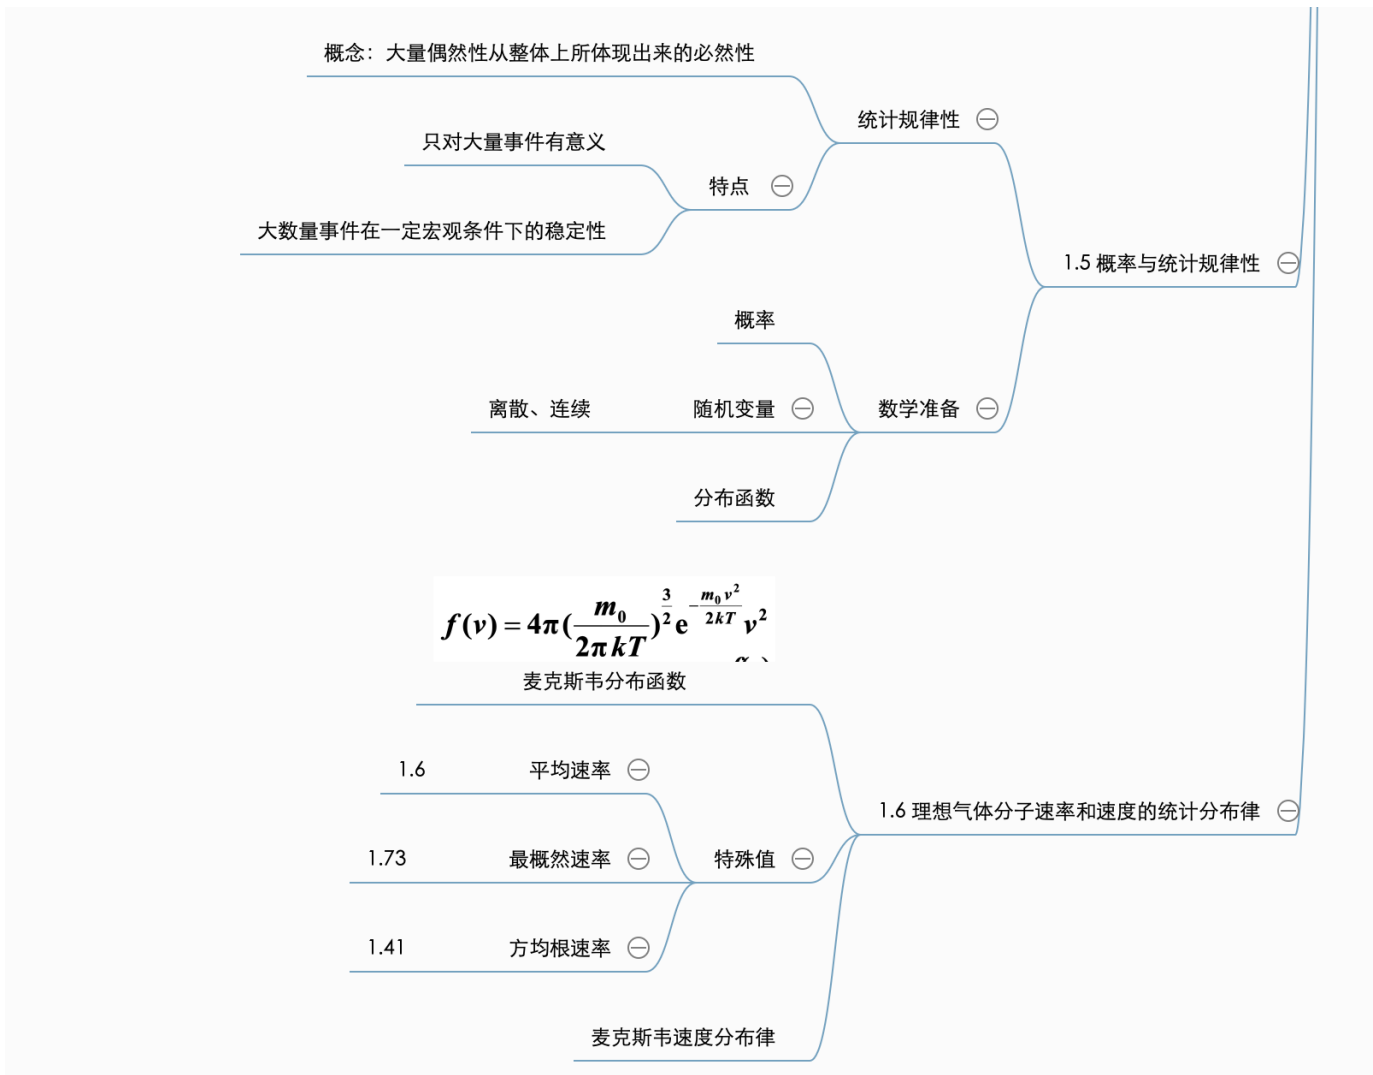 概念：大量偶然性从整体上所体现出来的必然性
统计规律性
只对大量事件有意义
特点
大数量事件在一定宏观条件下的稳定性
1.5 概率与统计规律性
概率
离散、连续
随机变量
数学准备
分布函数
f(v) = 4π(m₀/2πkT)^(3/2) e^(-m₀v²/2kT) v²
麦克斯韦分布函数
1.6
平均速率
1.6 理想气体分子速率和速度的统计分布律
1.73
最概然速率
特殊值
1.41
方均根速率
麦克斯韦速度分布律